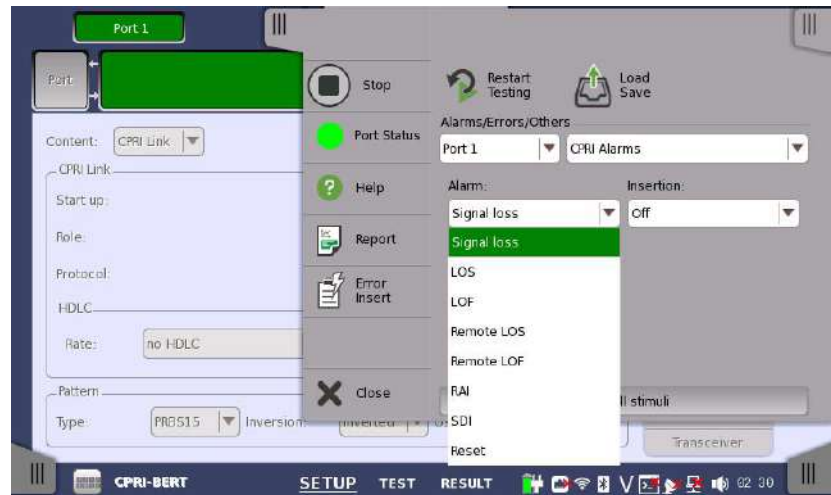 Port 1
Port
Stop
Restart
Testing
Load
Save
Port Status
Alarms/Errors/Others
Port 1
CPRI Alarms
Content:
CPRI Link
CPRI Link
Help
Alarm:
Insertion:
Start up:
Signal loss
Off
Role:
Report
Signal loss
LOS
LOF
Remote LOS
Remote LOF
RAI
SDI
Reset
Protocol:
Error
Insert
HDLC
Rate:
no HDLC
Pattern
Close
ll stimuli
Type:
PRBS15
Inversion:
Inverted
Transceiver
CPRI-BERT
SETUP
TEST
RESULT
02 30